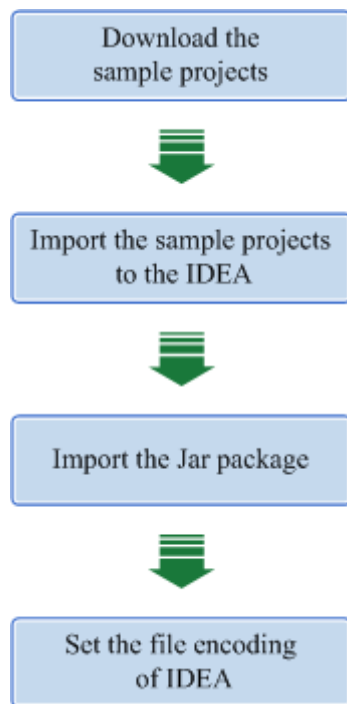 Download the
sample projects
Import the sample projects
to the IDEA
Import the Jar package
Set the file encoding
of IDEA